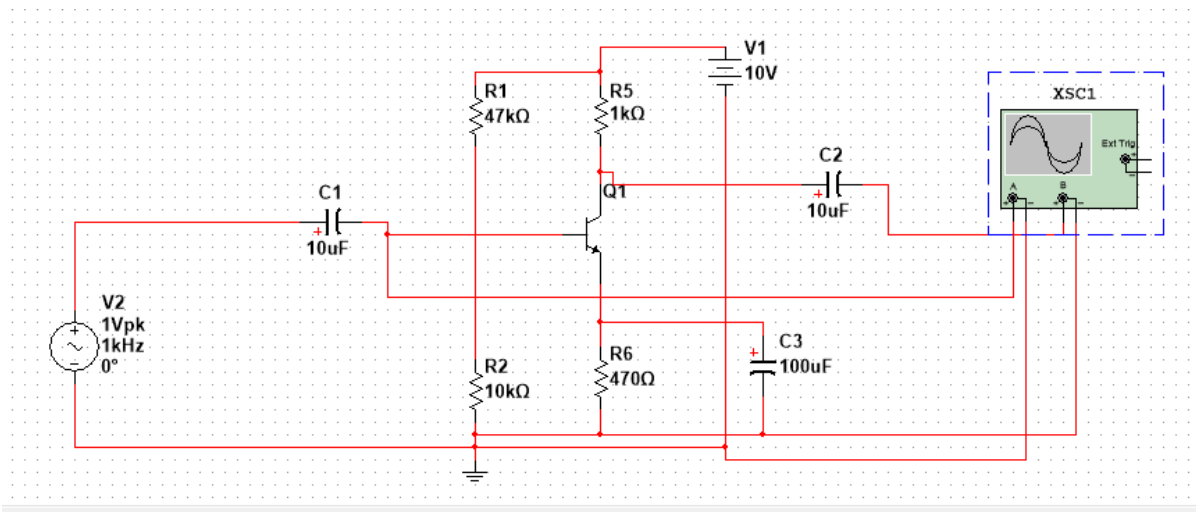 V1
10V
XSC1
R1
47kΩ
R5
1kΩ
Ext Trig
+
−
C2
+
10uF
Q1
A
B
+ − + −
C1
+
10uF
V2
1Vpk
1kHz
0°
+
−
R2
10kΩ
R6
470Ω
C3
+
100uF